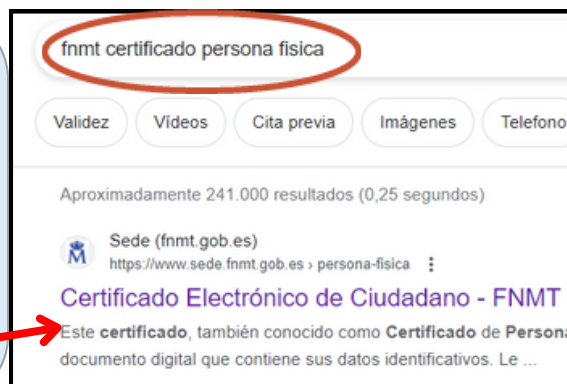 fnmt certificado persona fisica
Validez Vídeos Cita previa Imágenes Telefono
Aproximadamente 241.000 resultados (0,25 segundos)
Sede (fnmt.gob.es)
https://www.sede.fnmt.gob.es › persona-fisica
Certificado Electrónico de Ciudadano - FNMT
Este certificado, también conocido como Certificado de Persona
documento digital que contiene sus datos identificativos. Le ...